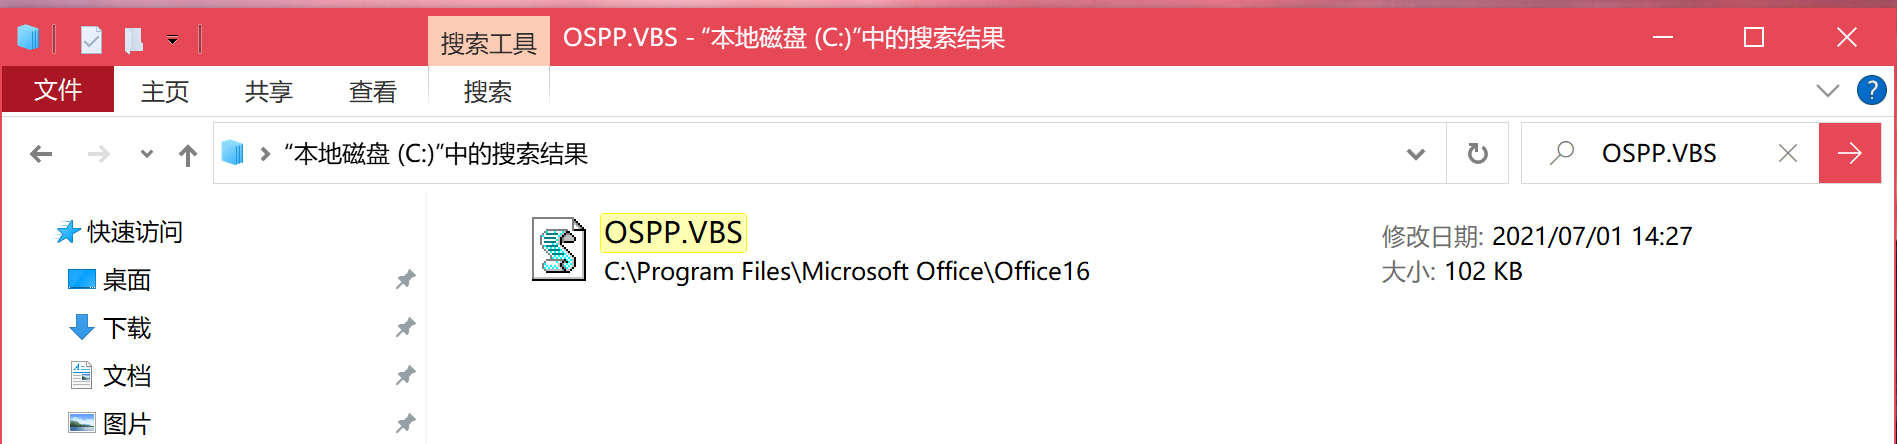 搜索工具
OSPP.VBS - “本地磁盘 (C:)”中的搜索结果
文件
主页
共享
查看
搜索
?
“本地磁盘 (C:)”中的搜索结果
OSPP.VBS
快速访问
桌面
下载
文档
图片
OSPP.VBS
C:\Program Files\Microsoft Office\Office16
修改日期: 2021/07/01 14:27
大小: 102 KB